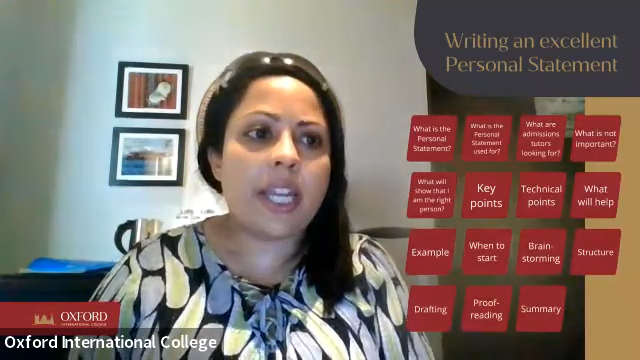 Writing an excellent
Personal Statement
What is the
Personal
Statement?
What is the
Personal
Statement
used for?
What are
admissions
tutors
looking for?
What is not
important?
What will
show that I
am the right
person?
Key
points
Technical
points
What
will help
Example
When to
start
Brain-
storming
Structure
Drafting
Proof-
reading
Summary
OXFORD
INTERNATIONAL COLLEGE
Oxford International College